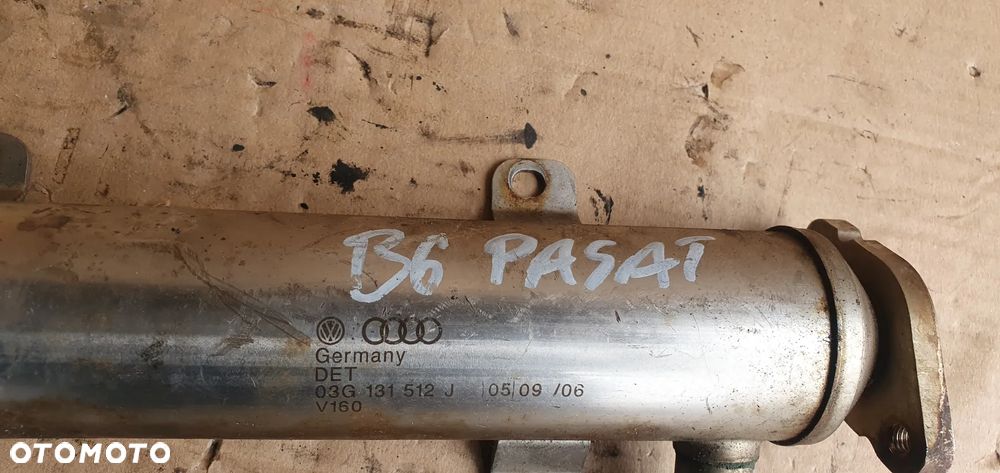 B6 PASAT
Germany
DET
03G 131 512 J |05|09 /06
V160
OTOMOTO